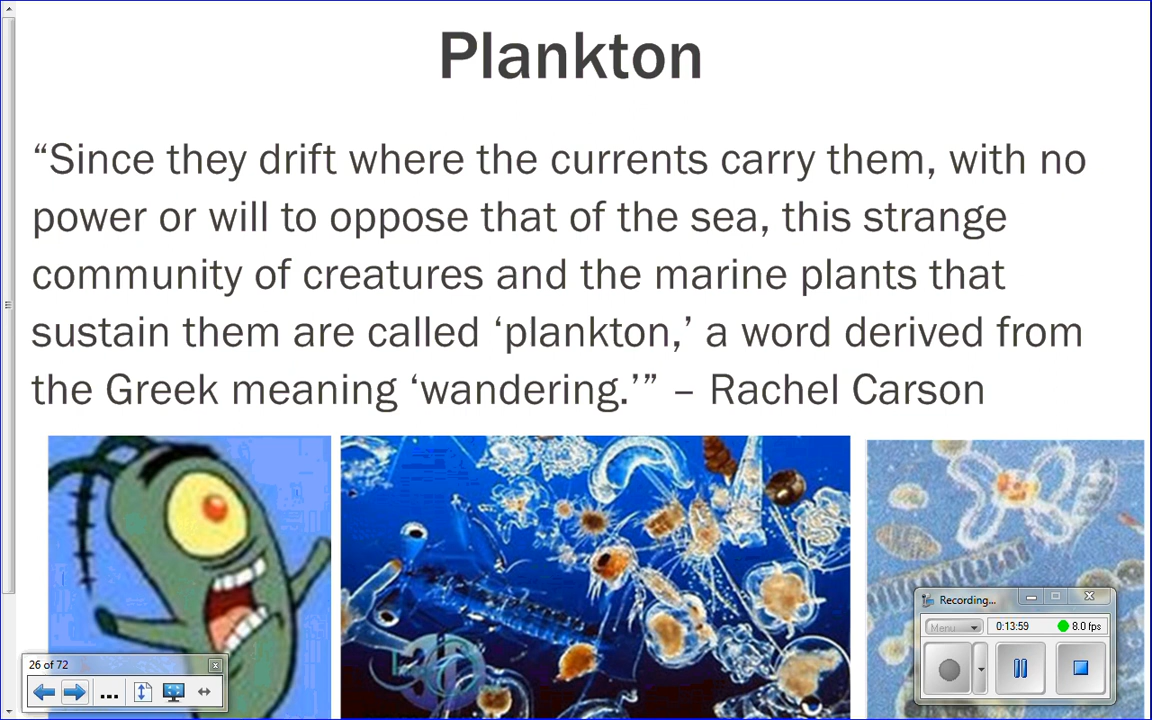 Plankton
“Since they drift where the currents carry them, with no
power or will to oppose that of the sea, this strange
community of creatures and the marine plants that
sustain them are called ‘plankton,’ a word derived from
the Greek meaning ‘wandering.’” – Rachel Carson
Recording...
Menu 0:13:59 8.0 fps
26 of 72
3D